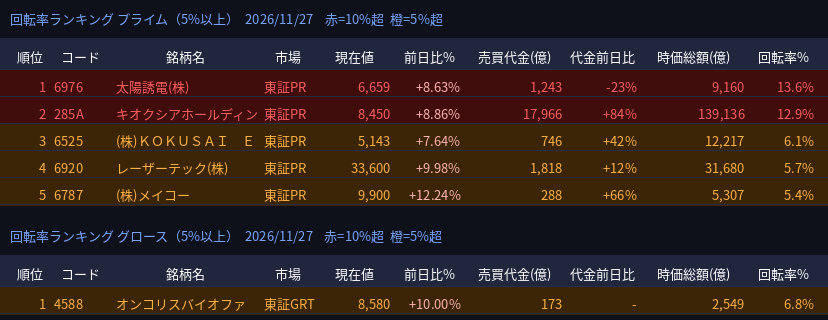 回転率ランキング プライム（5%以上） 2026/11/27 赤=10%超 橙=5%超
順位 コード 銘柄名 市場 現在値 前日比% 売買代金(億) 代金前日比 時価総額(億) 回転率%
1 6976 太陽誘電(株) 東証PR 6,659 +8.63% 1,243 -23% 9,160 13.6%
2 285A キオクシアホールディン 東証PR 8,450 +8.86% 17,966 +84% 139,136 12.9%
3 6525 (株)ＫＯＫＵＳＡＩ　Ｅ 東証PR 5,143 +7.64% 746 +42% 12,217 6.1%
4 6920 レーザーテック(株) 東証PR 33,600 +9.98% 1,818 +12% 31,680 5.7%
5 6787 (株)メイコー 東証PR 9,900 +12.24% 288 +66% 5,307 5.4%
回転率ランキング グロース（5%以上） 2026/11/27 赤=10%超 橙=5%超
順位 コード 銘柄名 市場 現在値 前日比% 売買代金(億) 代金前日比 時価総額(億) 回転率%
1 4588 オンコリスバイオファ 東証GRT 8,580 +10.00% 173 - 2,549 6.8%